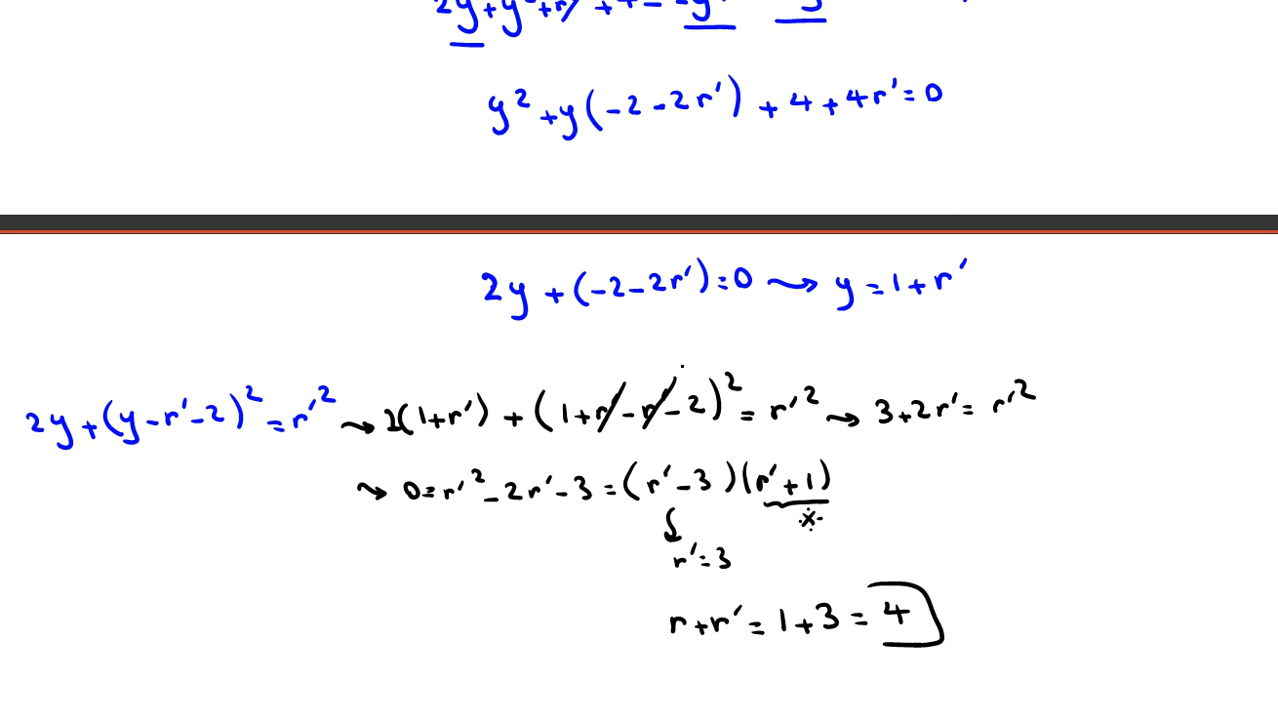 y² + y(-2-2r') + 4 + 4r' = 0
2y + (-2-2r') = 0 ⇝ y = 1 + r'
2y + (y-r'-2)² = r'² ⇝ 2(1+r') + (1+r'-r'-2)² = r'² ⇝ 3+2r' = r'²
⇝ 0 = r'² - 2r' - 3 = (r'-3)(r'+1)
r' = 3
r + r' = 1 + 3 = 4